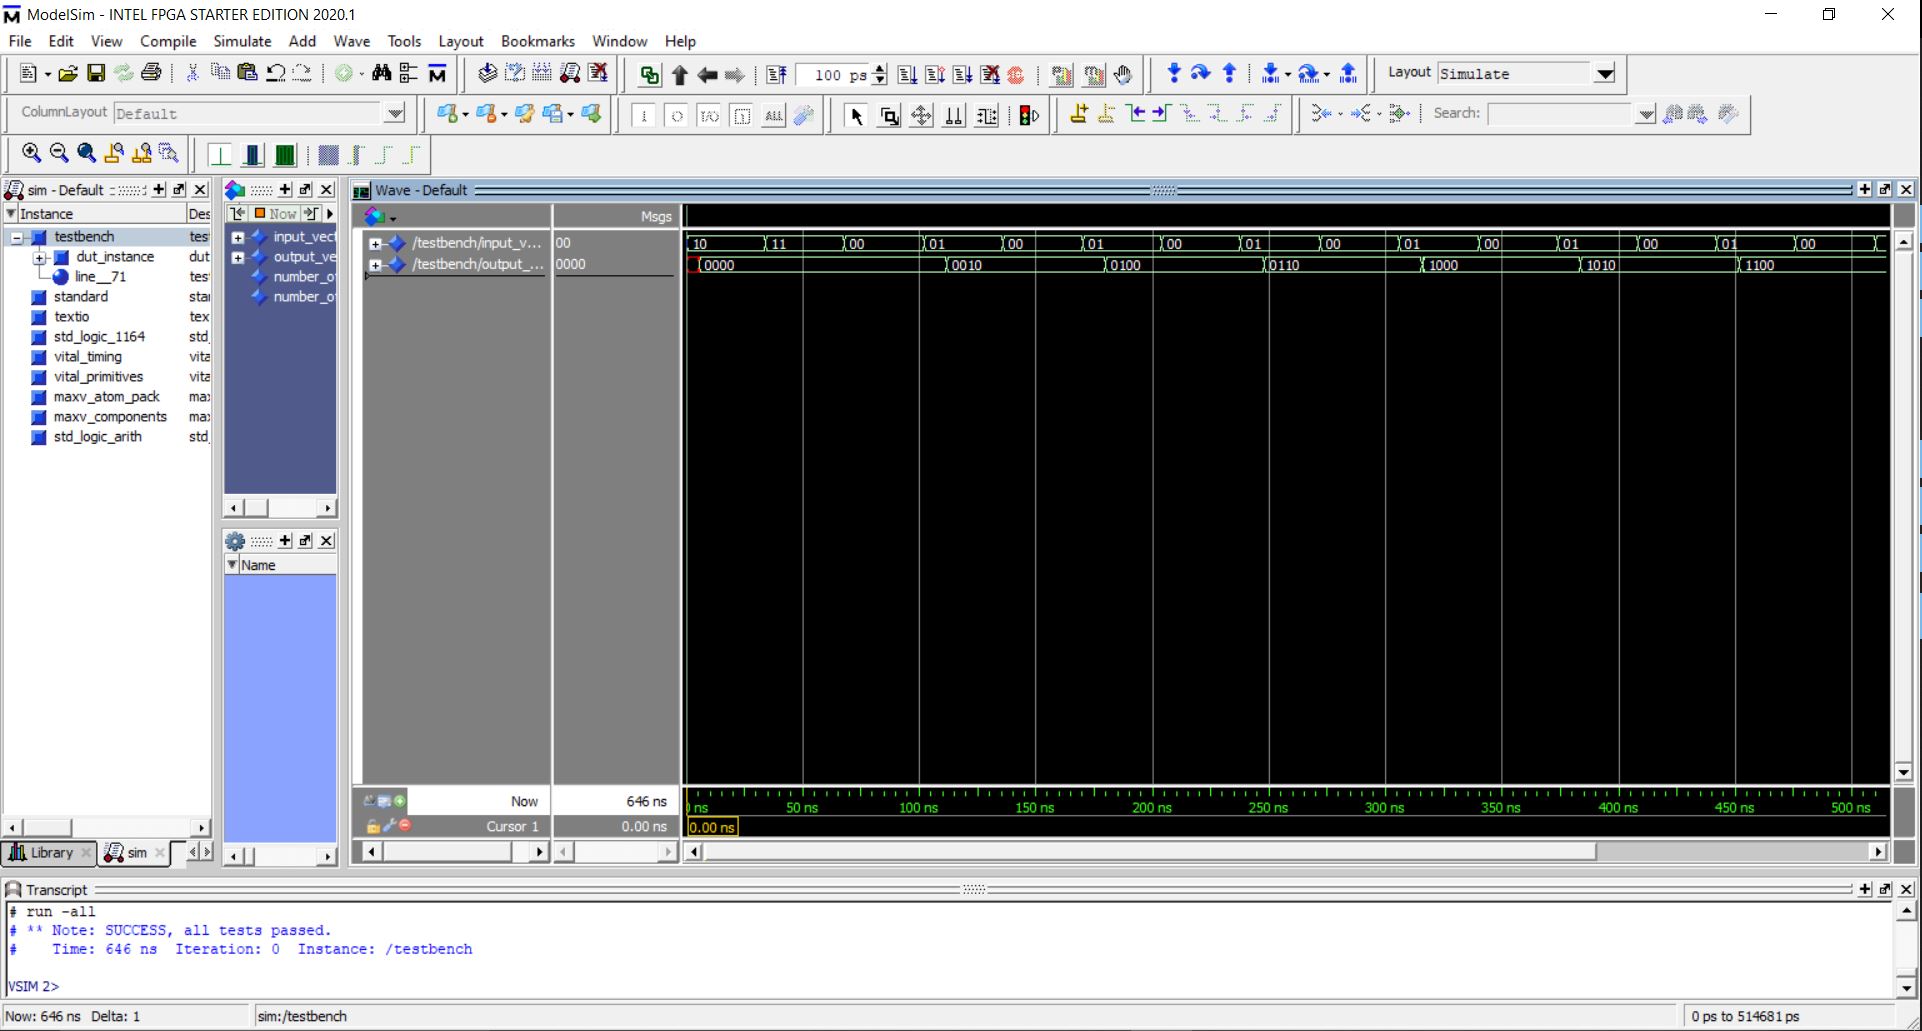 ModelSim - INTEL FPGA STARTER EDITION 2020.1
File Edit View Compile Simulate Add Wave Tools Layout Bookmarks Window Help
100 ps Layout Simulate
ColumnLayout Default ALL Search:
sim - Default Wave - Default
Instance Des Now Msgs
testbench tes input_vect /testbench/input_v... 00 10 11 00 01 00 01 00 01 00 01 00 01 00 01 00
dut_instance dut output_ve /testbench/output_... 0000 0000 0010 0100 0110 1000 1010 1100
line__71 tes number_o
standard sta number_o
textio tex
std_logic_1164 std_
vital_timing vita
vital_primitives vita
maxv_atom_pack max
maxv_components max
std_logic_arith std_
Name
Now 646 ns ns 50 ns 100 ns 150 ns 200 ns 250 ns 300 ns 350 ns 400 ns 450 ns 500 ns
Cursor 1 0.00 ns 0.00 ns
Library sim
Transcript
# run -all
# ** Note: SUCCESS, all tests passed.
# Time: 646 ns Iteration: 0 Instance: /testbench
VSIM 2>
Now: 646 ns Delta: 1 sim:/testbench 0 ps to 514681 ps